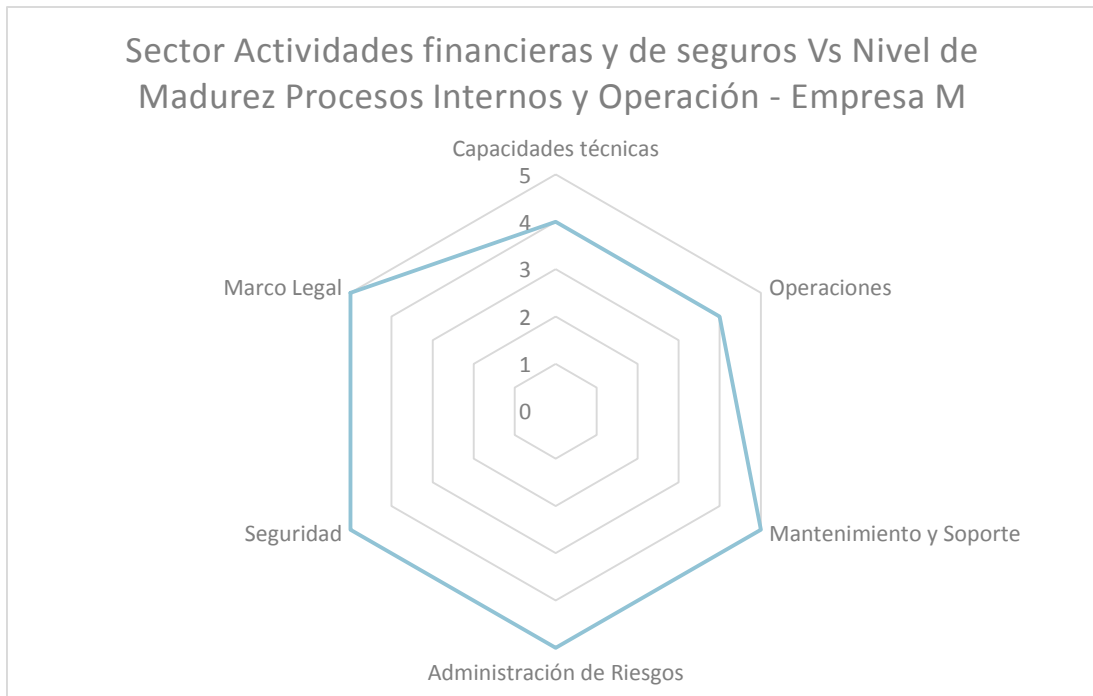 Sector Actividades financieras y de seguros Vs Nivel de
Madurez Procesos Internos y Operación - Empresa M
Capacidades técnicas
5
4
3
2
1
0
Operaciones
Mantenimiento y Soporte
Administración de Riesgos
Seguridad
Marco Legal